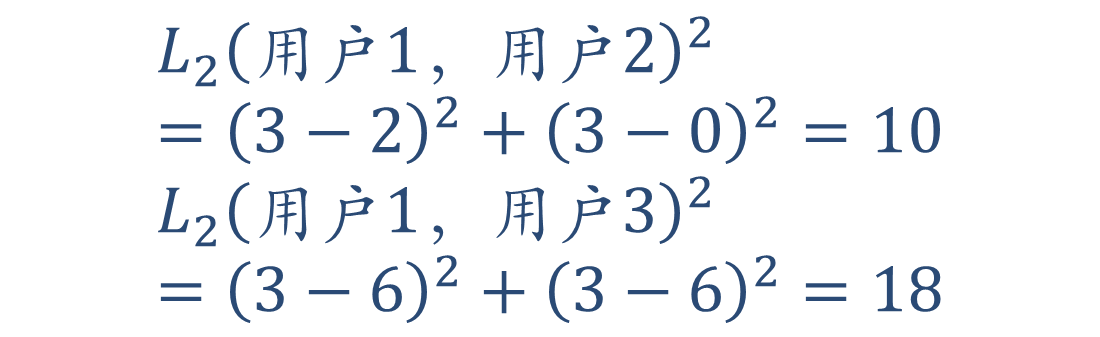 L₂(用户1, 用户2)²
= (3 − 2)² + (3 − 0)² = 10
L₂(用户1, 用户3)²
= (3 − 6)² + (3 − 6)² = 18